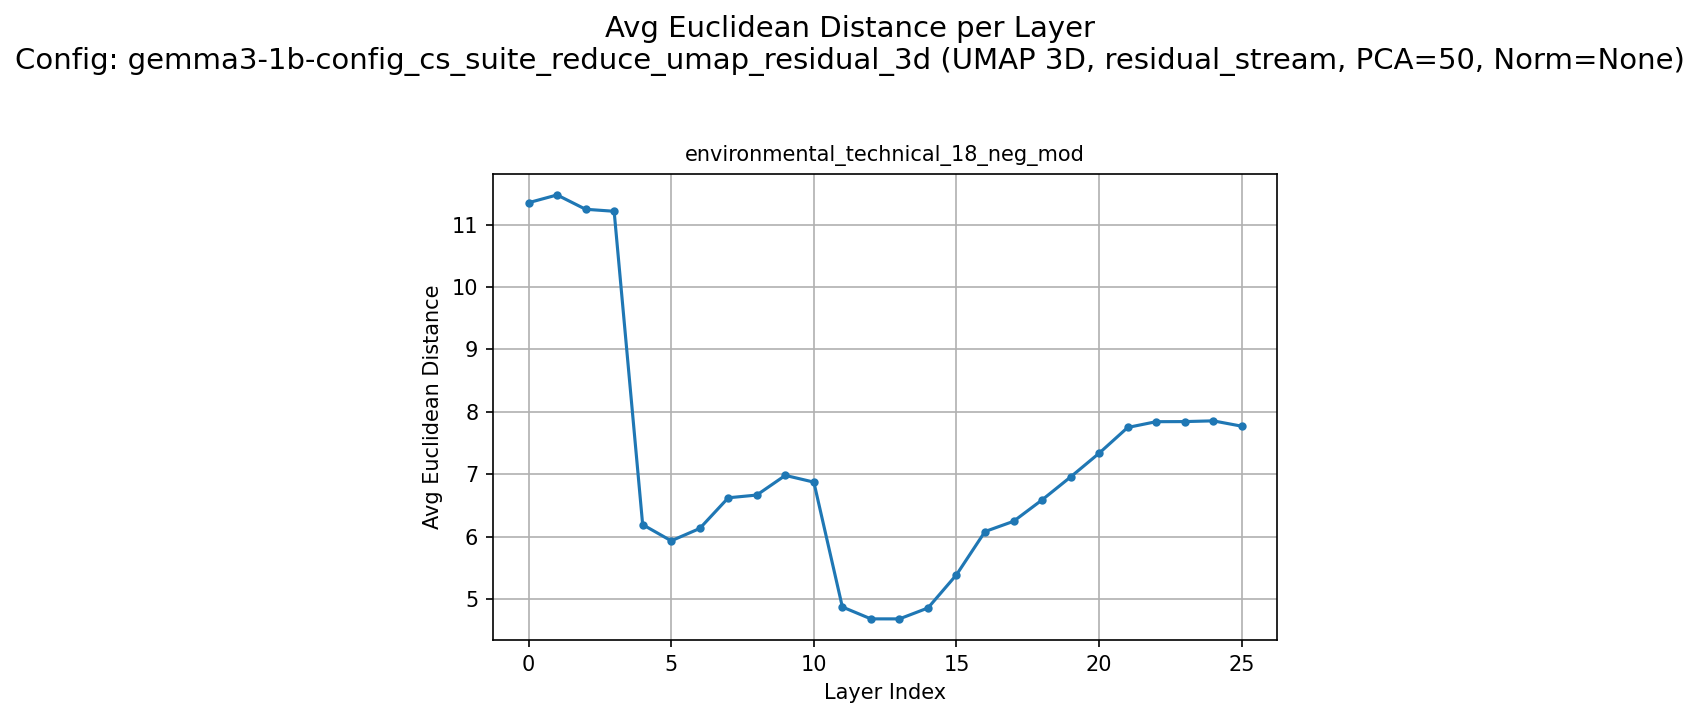 Avg Euclidean Distance per Layer
Config: gemma3-1b-config_cs_suite_reduce_umap_residual_3d (UMAP 3D, residual_stream, PCA=50, Norm=None)
environmental_technical_18_neg_mod
Avg Euclidean Distance
11
10
9
8
7
6
5
0 5 10 15 20 25
Layer Index